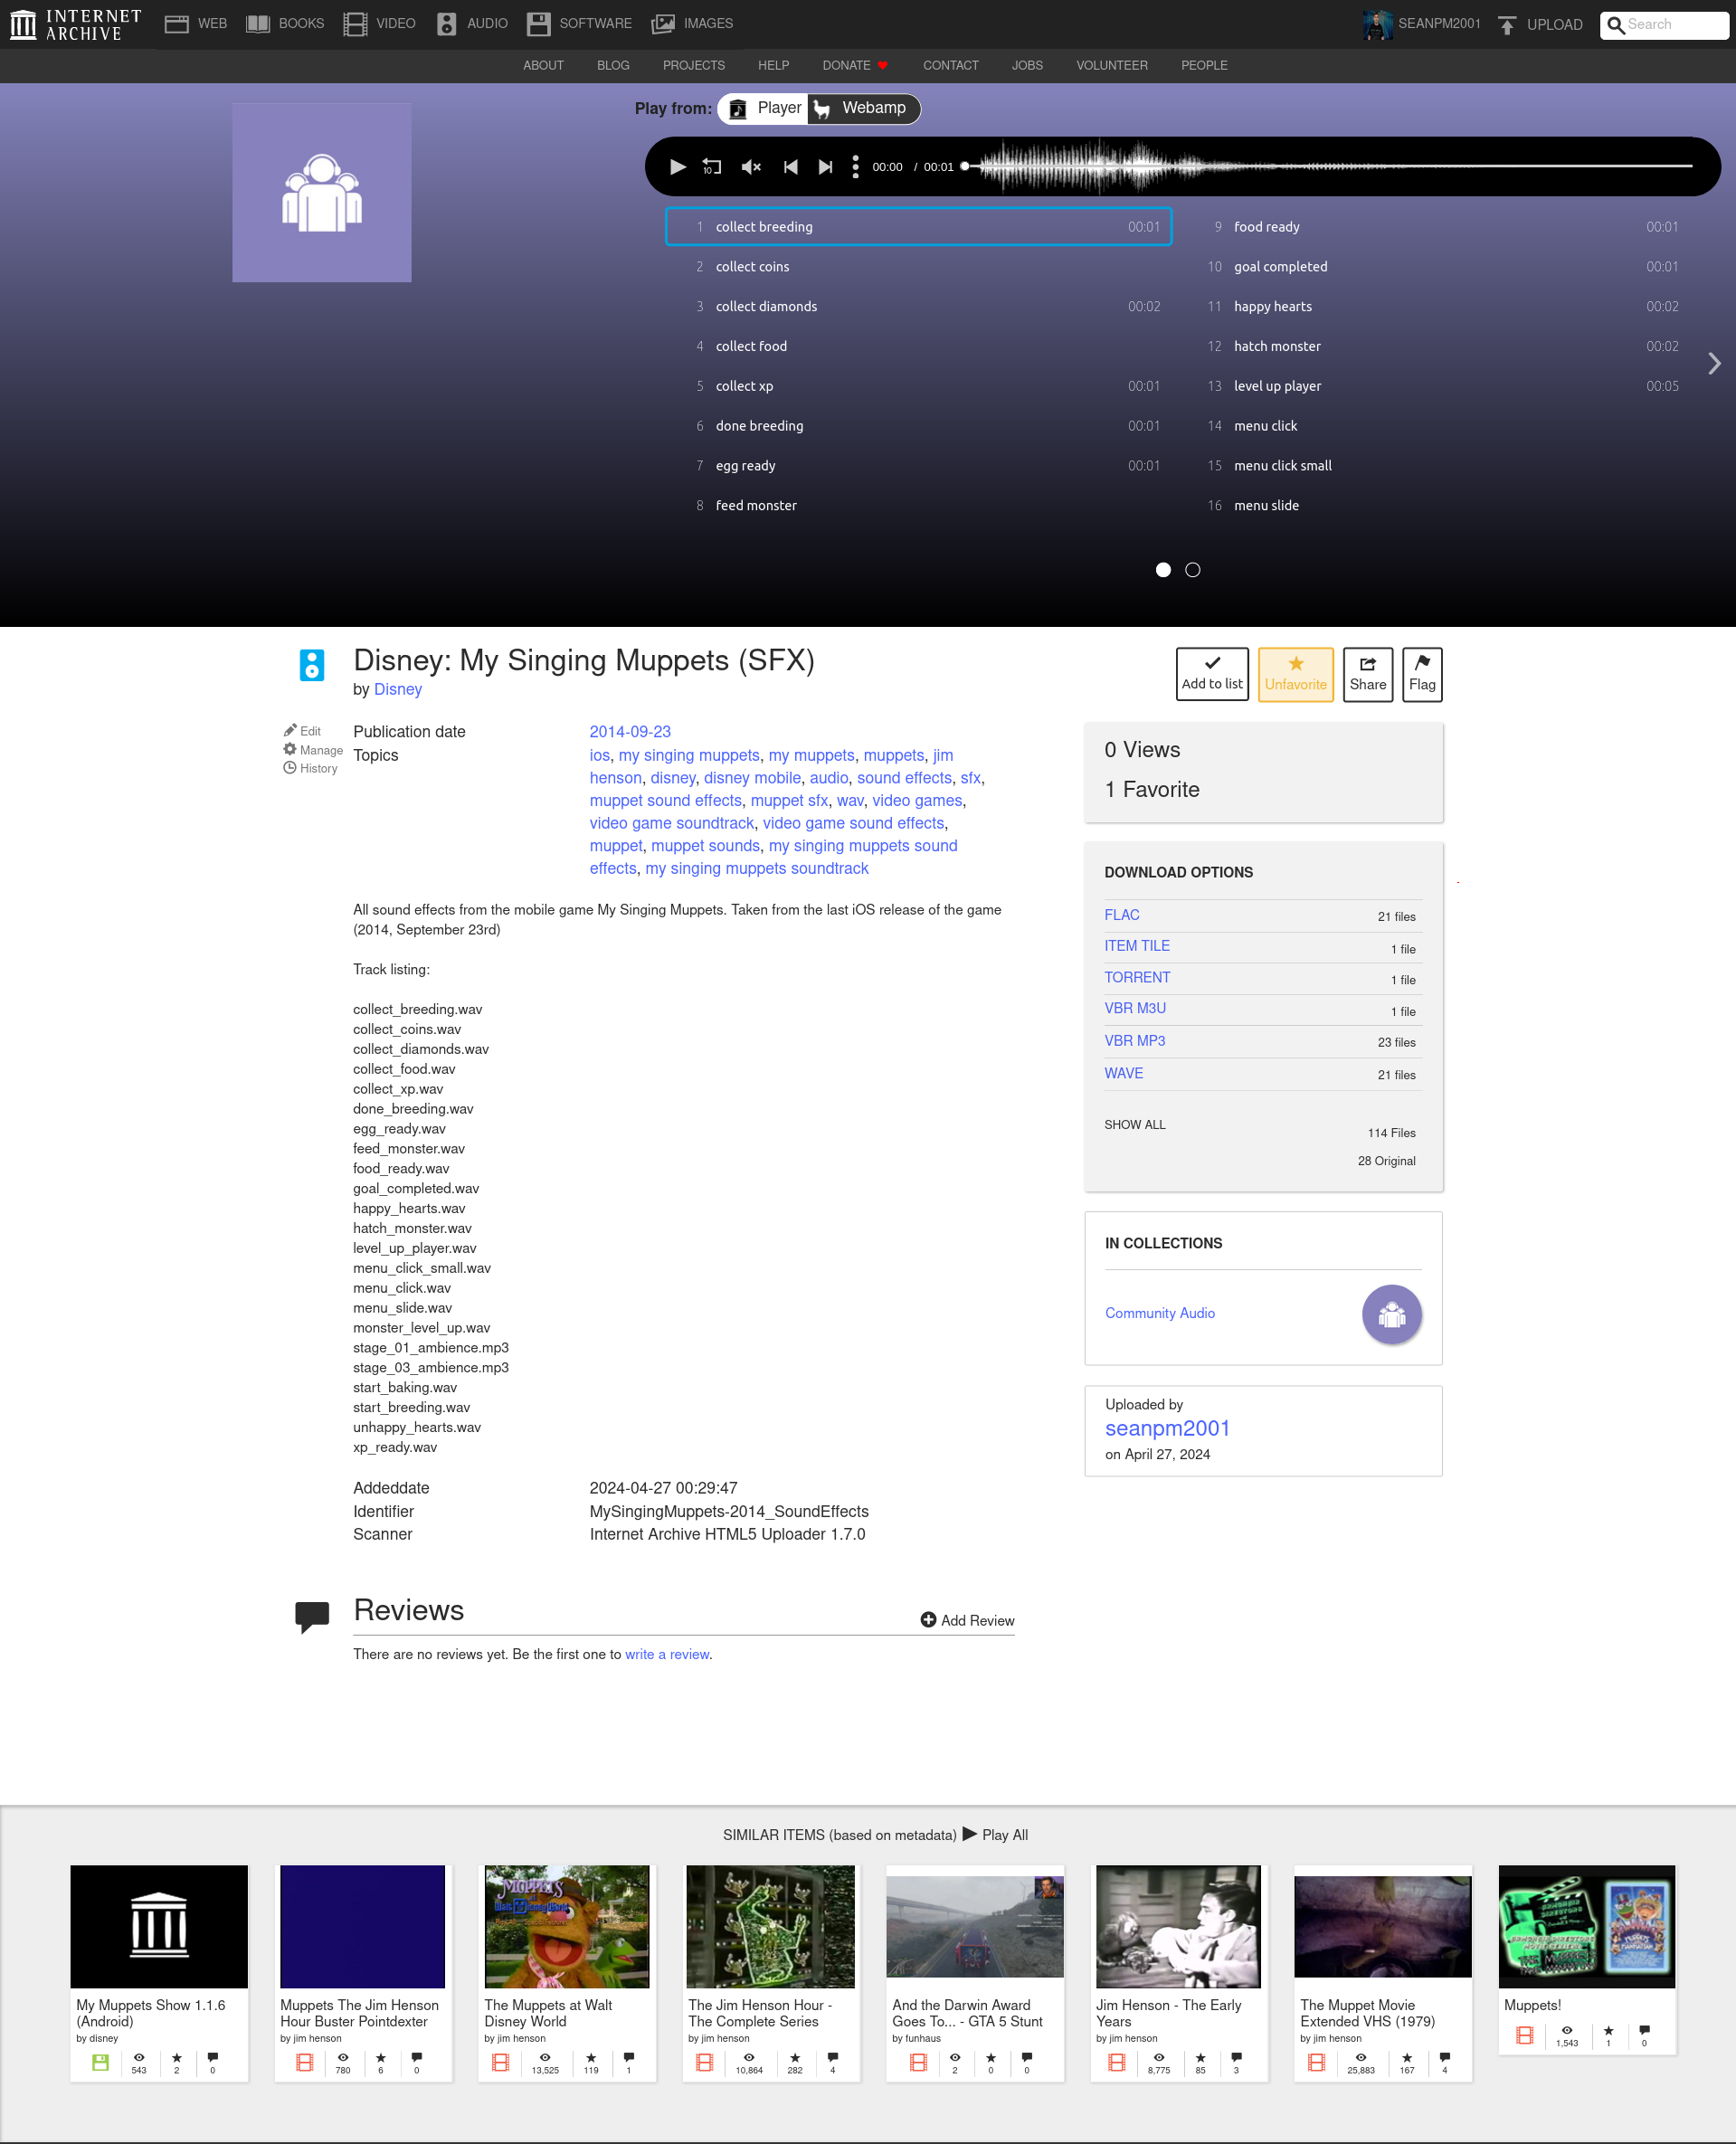 INTERNET ARCHIVE
WEB
BOOKS
VIDEO
AUDIO
SOFTWARE
IMAGES
SEANPM2001
UPLOAD
Search
ABOUT
BLOG
PROJECTS
HELP
DONATE
CONTACT
JOBS
VOLUNTEER
PEOPLE
Play from:
Player
Webamp
10
00:00 / 00:01
1 collect breeding 00:01
2 collect coins
3 collect diamonds 00:02
4 collect food
5 collect xp 00:01
6 done breeding 00:01
7 egg ready 00:01
8 feed monster
9 food ready 00:01
10 goal completed 00:01
11 happy hearts 00:02
12 hatch monster 00:02
13 level up player 00:05
14 menu click
15 menu click small
16 menu slide
Disney: My Singing Muppets (SFX)
by Disney
Add to list
Unfavorite
Share
Flag
Edit
Manage
History
Publication date 2014-09-23
Topics ios, my singing muppets, my muppets, muppets, jim
henson, disney, disney mobile, audio, sound effects, sfx,
muppet sound effects, muppet sfx, wav, video games,
video game soundtrack, video game sound effects,
muppet, muppet sounds, my singing muppets sound
effects, my singing muppets soundtrack
All sound effects from the mobile game My Singing Muppets. Taken from the last iOS release of the game
(2014, September 23rd)
Track listing:
collect_breeding.wav
collect_coins.wav
collect_diamonds.wav
collect_food.wav
collect_xp.wav
done_breeding.wav
egg_ready.wav
feed_monster.wav
food_ready.wav
goal_completed.wav
happy_hearts.wav
hatch_monster.wav
level_up_player.wav
menu_click_small.wav
menu_click.wav
menu_slide.wav
monster_level_up.wav
stage_01_ambience.mp3
stage_03_ambience.mp3
start_baking.wav
start_breeding.wav
unhappy_hearts.wav
xp_ready.wav
Addeddate 2024-04-27 00:29:47
Identifier MySingingMuppets-2014_SoundEffects
Scanner Internet Archive HTML5 Uploader 1.7.0
0 Views
1 Favorite
DOWNLOAD OPTIONS
FLAC 21 files
ITEM TILE 1 file
TORRENT 1 file
VBR M3U 1 file
VBR MP3 23 files
WAVE 21 files
SHOW ALL 114 Files
28 Original
IN COLLECTIONS
Community Audio
Uploaded by
seanpm2001
on April 27, 2024
Reviews
Add Review
There are no reviews yet. Be the first one to write a review.
SIMILAR ITEMS (based on metadata) Play All
My Muppets Show 1.1.6
(Android)
by disney
543 2 0
Muppets The Jim Henson
Hour Buster Pointdexter
by jim henson
780 6 0
MUPPETS at Walt Disney World
The Muppets at Walt
Disney World
by jim henson
13,525 119 1
The Jim Henson Hour -
The Complete Series
by jim henson
10,864 282 4
And the Darwin Award
Goes To... - GTA 5 Stunt
by funhaus
2 0 0
Jim Henson - The Early
Years
by jim henson
8,775 85 3
The Muppet Movie
Extended VHS (1979)
by jim henson
25,883 167 4
Muppets!
1,543 1 0